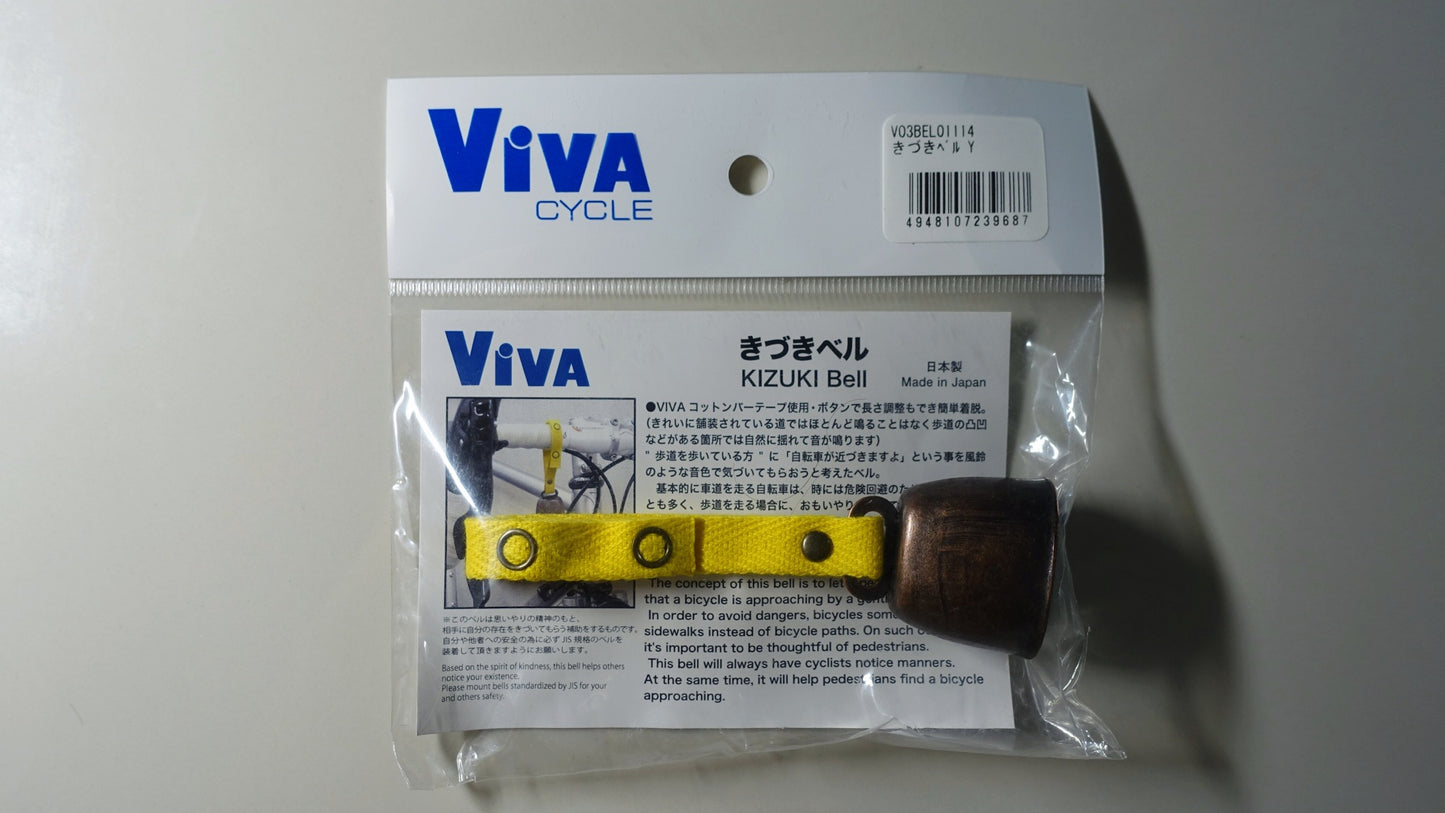 ViVA
CYCLE
V03BEL01114
きづきベル Y
4948107239687
ViVA
きづきベル
KIZUKI Bell
日本製
Made in Japan
●VIVA コットンバーテープ使用・ボタンで長さ調整もでき簡単着脱。
(きれいに舗装されている道ではほとんど鳴ることはなく歩道の凸凹
などがある箇所では自然に揺れて音が鳴ります)
" 歩道を歩いている方 " に「自転車が近づきますよ」という事を風鈴
のような音色で気づいてもらおうと考えたベル。
基本的に車道を走る自転車は、時には危険回避のた
とも多く、歩道を走る場合に、おもいやり
The concept of this bell is to let
that a bicycle is approaching by a
In order to avoid dangers, bicycles
sidewalks instead of bicycle paths. On such
it's important to be thoughtful of pedestrians.
This bell will always have cyclists notice manners.
At the same time, it will help pedestrians find a bicycle
approaching.
※このベルは思いやりの精神のもと、
相手に自分の存在をきづいてもらう補助をするものです。
自分や他者への安全の為に必ず JIS 規格のベルを
装着して頂きますようにお願いします。
Based on the spirit of kindness, this bell helps others
notice your existence.
Please mount bells standardized by JIS for your
and others safety.